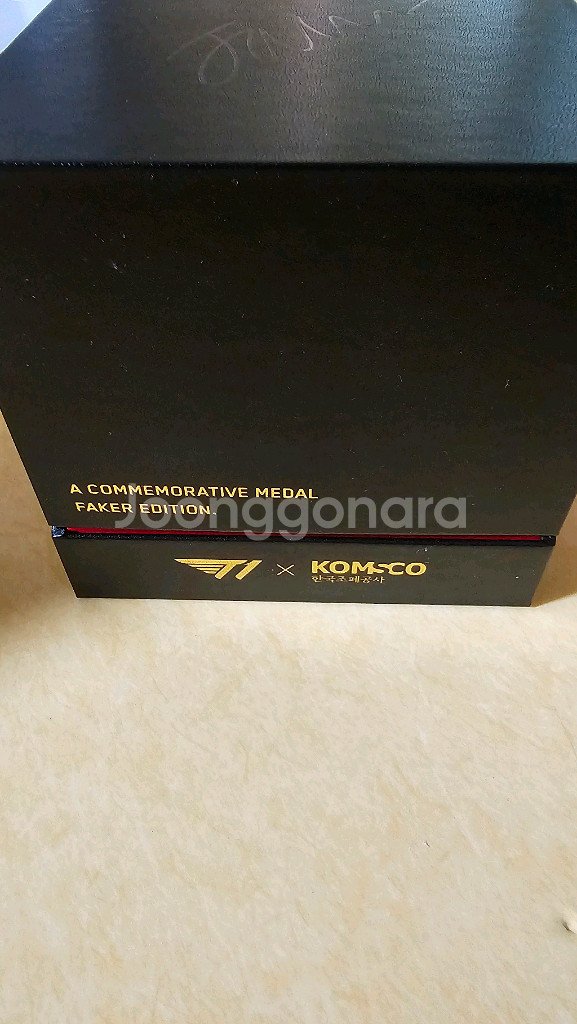 A COMMEMORATIVE MEDAL
FAKER EDITION.
Joonggonara
T1 × KOMSCO
한국조폐공사